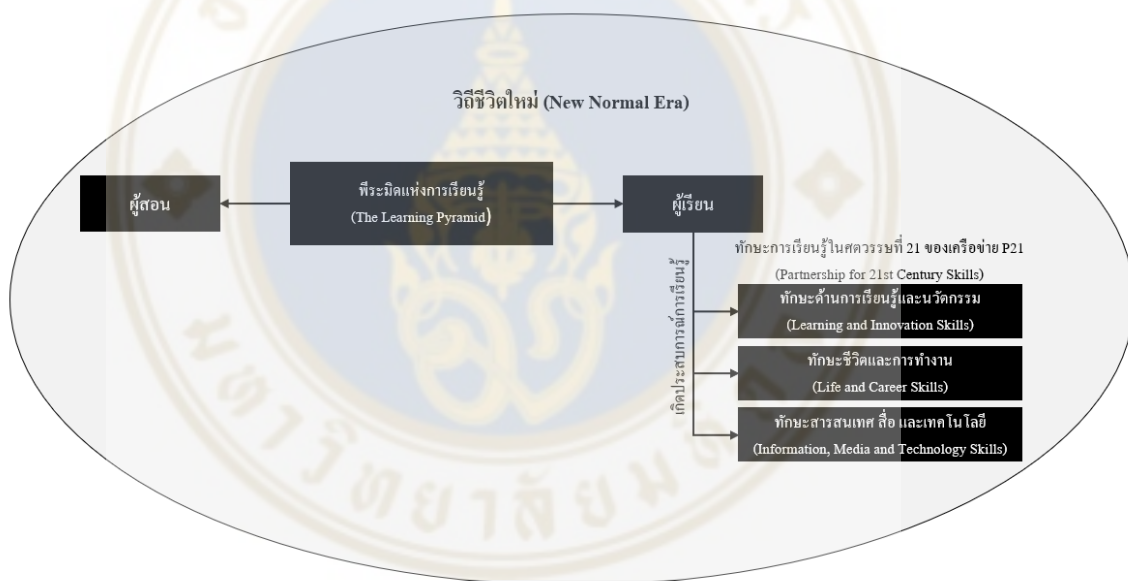 วิถีชีวิตใหม่ (New Normal Era)
ผู้สอน
พีระมิดแห่งการเรียนรู้
(The Learning Pyramid)
ผู้เรียน
เกิดประสบการณ์การเรียนรู้
ทักษะการเรียนรู้ในศตวรรษที่ 21 ของเครือข่าย P21
(Partnership for 21st Century Skills)
ทักษะด้านการเรียนรู้และนวัตกรรม
(Learning and Innovation Skills)
ทักษะชีวิตและการทำงาน
(Life and Career Skills)
ทักษะสารสนเทศ สื่อ และเทคโนโลยี
(Information, Media and Technology Skills)